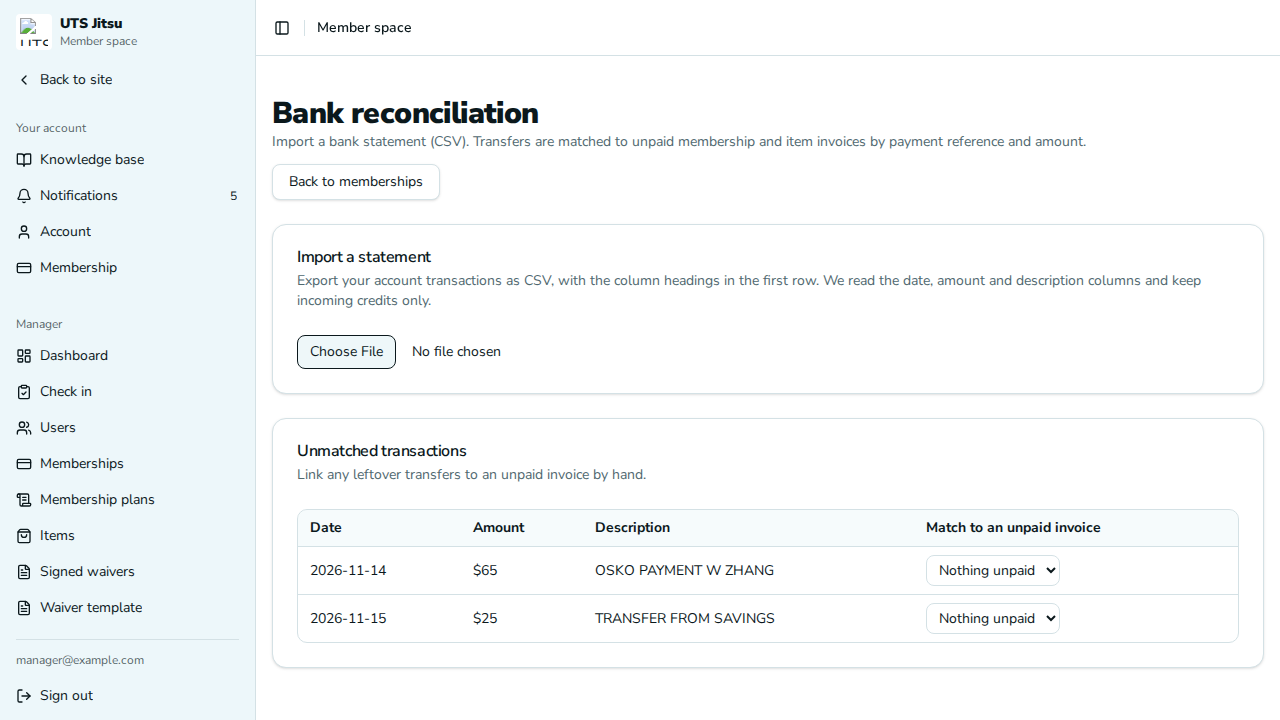 UTS Jitsu
Member space
Back to site
Your account
Knowledge base
Notifications 5
Account
Membership
Manager
Dashboard
Check in
Users
Memberships
Membership plans
Items
Signed waivers
Waiver template
manager@example.com
Sign out
Member space
Bank reconciliation
Import a bank statement (CSV). Transfers are matched to unpaid membership and item invoices by payment reference and amount.
Back to memberships
Import a statement
Export your account transactions as CSV, with the column headings in the first row. We read the date, amount and description columns and keep
incoming credits only.
Choose File No file chosen
Unmatched transactions
Link any leftover transfers to an unpaid invoice by hand.
Date Amount Description Match to an unpaid invoice
2026-11-14 $65 OSKO PAYMENT W ZHANG Nothing unpaid
2026-11-15 $25 TRANSFER FROM SAVINGS Nothing unpaid